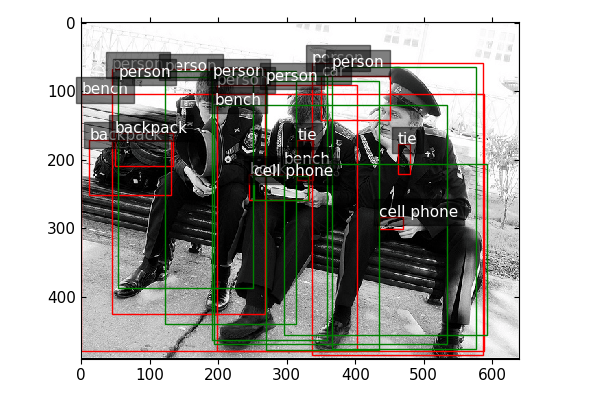 0
100
200
300
400
person
person
person
person
person
person
person
car
bench
bench
backpack
backpack
tie
tie
bench
cell phone
cell phone
0
100
200
300
400
500
600